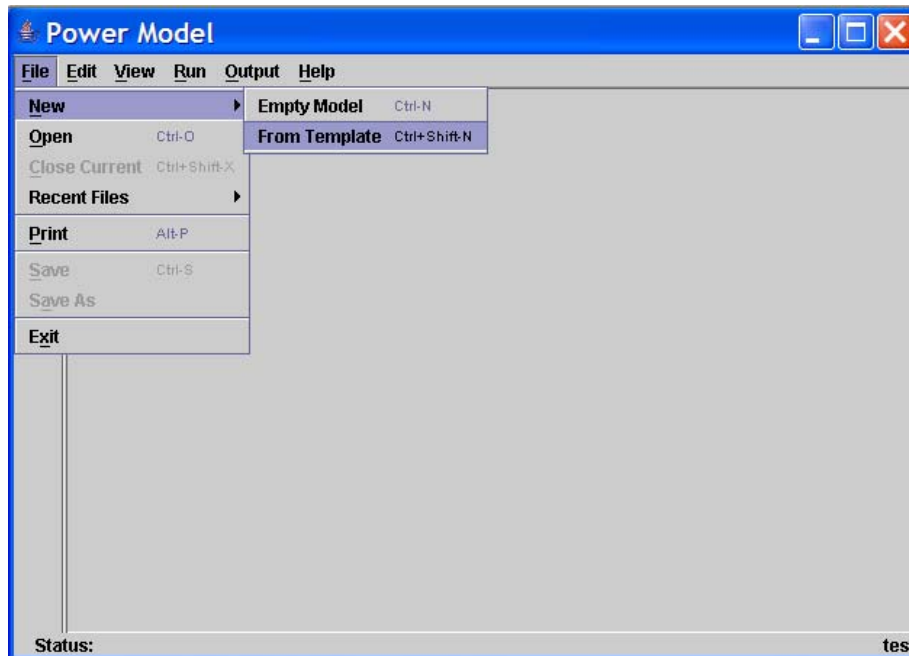 Power Model
File Edit View Run Output Help
New
Empty Model Ctrl-N
From Template Ctrl+Shift-N
Open Ctrl-O
Close Current Ctrl+Shift-X
Recent Files
Print Alt-P
Save Ctrl-S
Save As
Exit
Status: tes